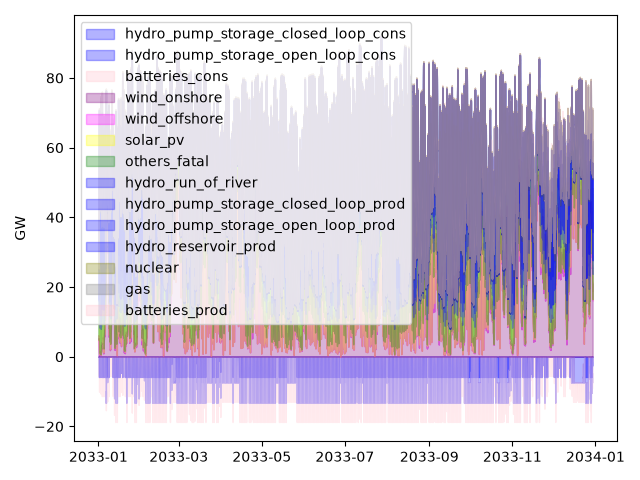 hydro_pump_storage_closed_loop_cons
hydro_pump_storage_open_loop_cons
batteries_cons
wind_onshore
wind_offshore
solar_pv
others_fatal
hydro_run_of_river
hydro_pump_storage_closed_loop_prod
hydro_pump_storage_open_loop_prod
hydro_reservoir_prod
nuclear
gas
batteries_prod
GW
80
60
40
20
0
−20
2033-01
2033-03
2033-05
2033-07
2033-09
2033-11
2034-01